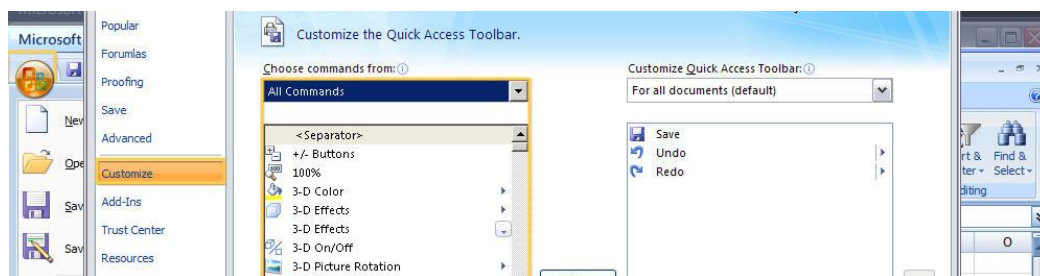 Microsoft
Popular
Forumlas
Proofing
Save
Advanced
Customize
Add-Ins
Trust Center
Resources
New
Customize the Quick Access Toolbar.
Choose commands from:
All Commands
<Separator>
+/- Buttons
100%
3-D Color
3-D Effects
3-D Effects
3-D On/Off
3-D Picture Rotation
Customize Quick Access Toolbar:
For all documents (default)
Save
Undo
Redo
Find &
Select
O